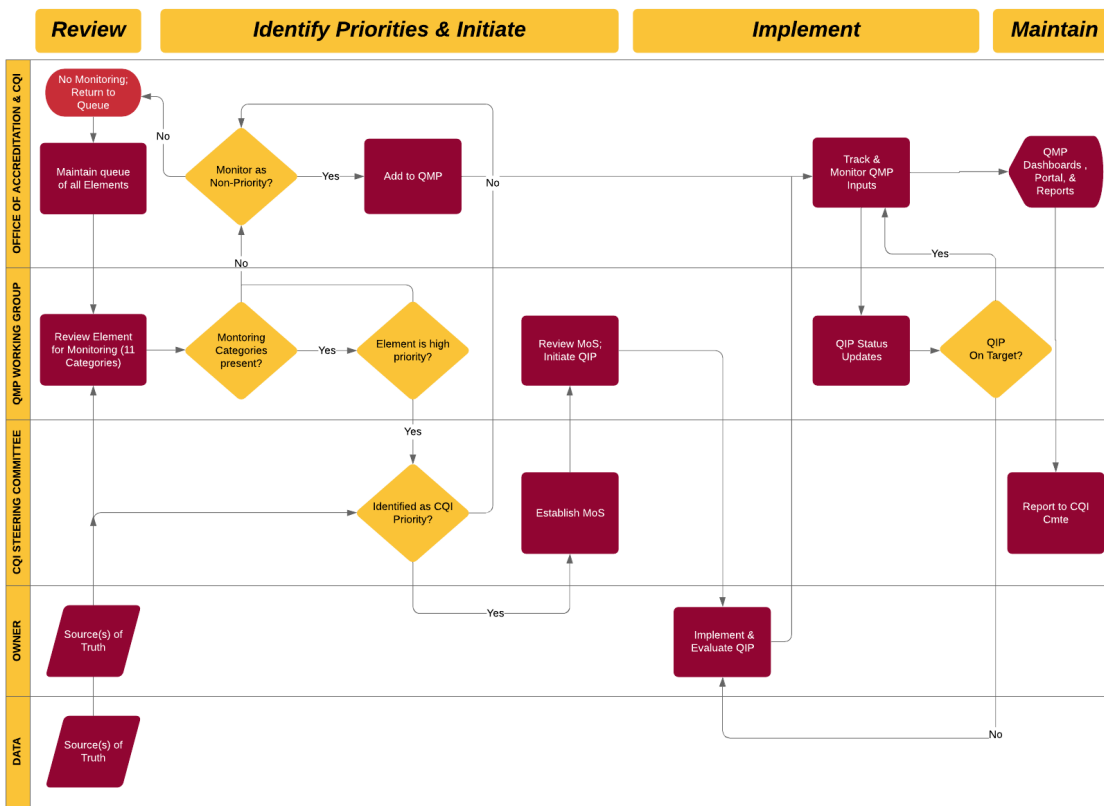 Review
Identify Priorities & Initiate
Implement
Maintain
OFFICE OF ACCREDITATION & CQI
No Monitoring;
Return to
Queue
No
Maintain queue
of all Elements
Monitor as
Non-Priority?
Yes
Add to QMP
No
Track &
Monitor QMP
Inputs
QMP
Dashboards ,
Portal, &
Reports
No
Yes
QMP WORKING GROUP
Review Element
for Monitoring (11
Categories)
Montoring
Categories
present?
Yes
Element is high
priority?
Review MoS;
Initiate QIP
QIP Status
Updates
QIP
On Target?
Yes
CQI STEERING COMMITTEE
Identified as CQI
Priority?
Establish MoS
Report to CQI
Cmte
Yes
OWNER
Source(s) of
Truth
Implement &
Evaluate QIP
DATA
Source(s) of
Truth
No